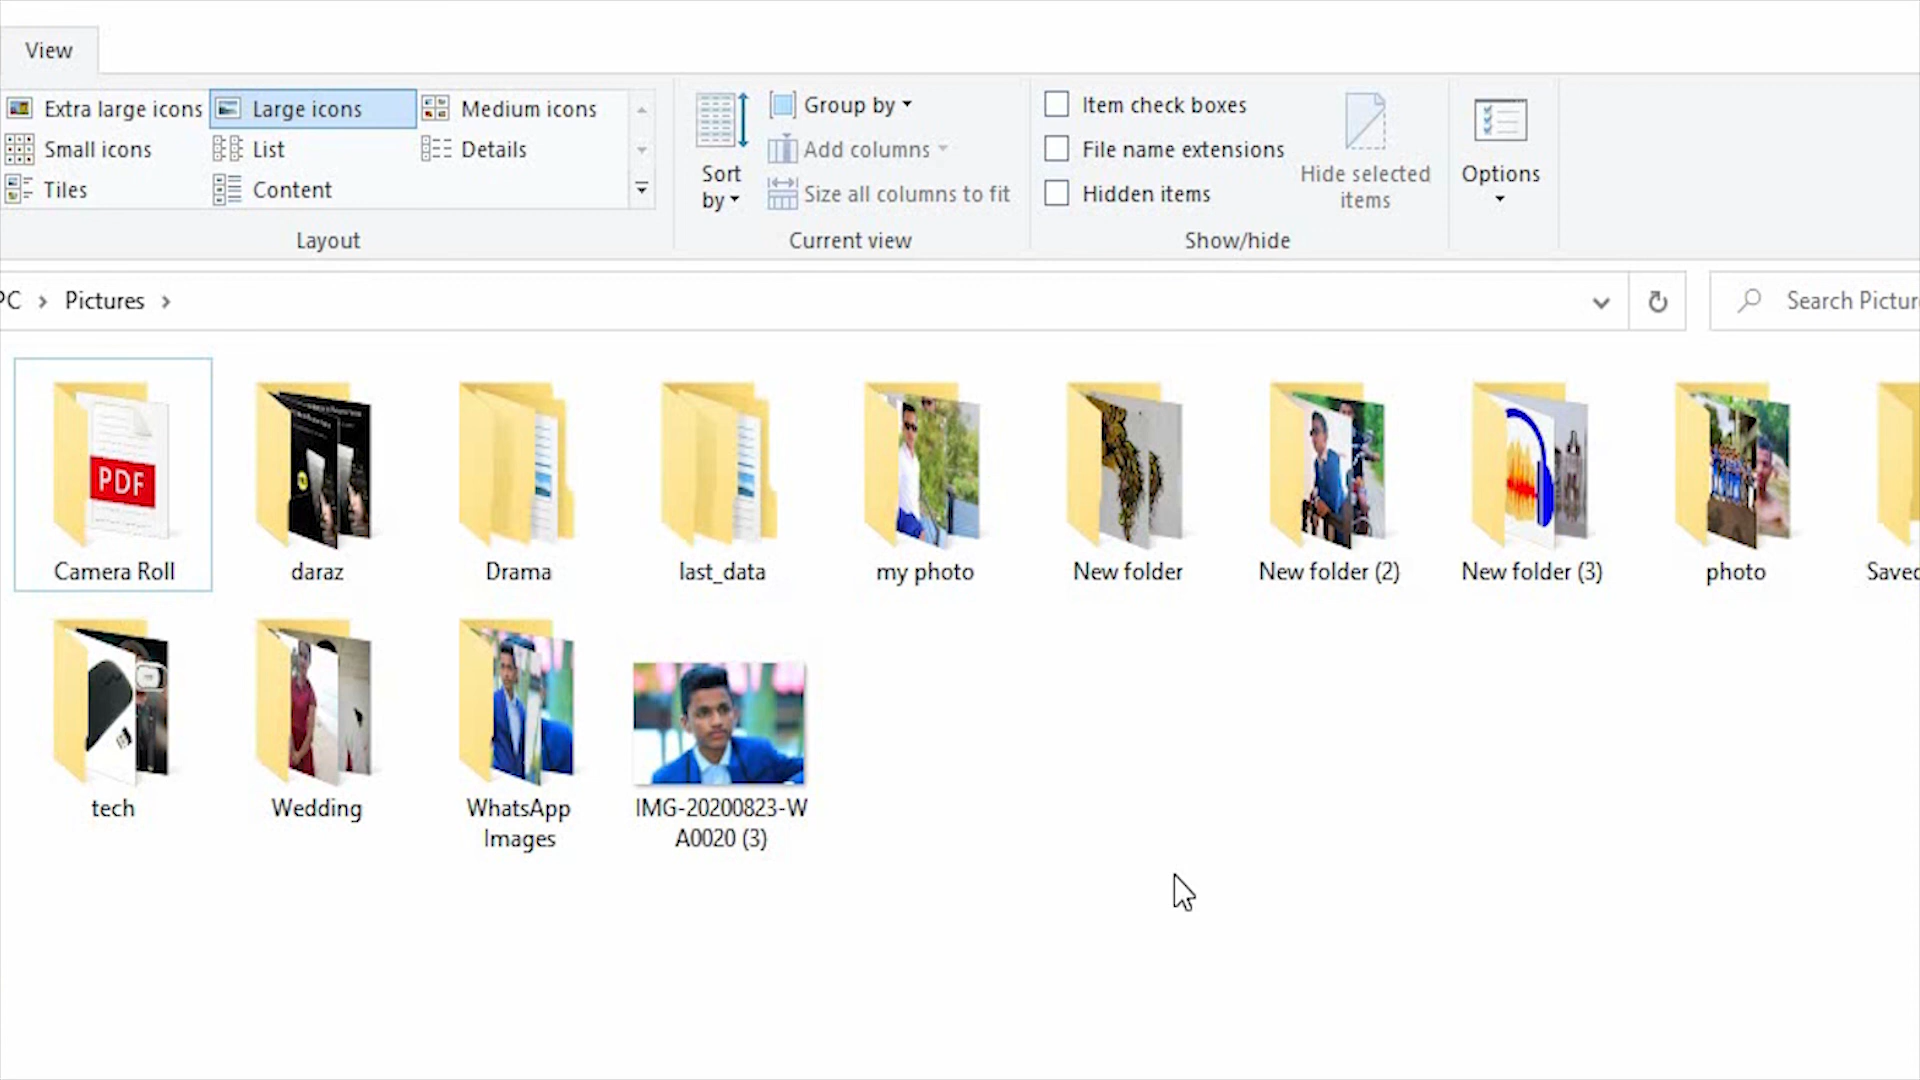 View
Extra large icons
Large icons
Medium icons
Small icons
List
Details
Tiles
Content
Layout
Sort
by
Group by
Add columns
Size all columns to fit
Current view
Item check boxes
File name extensions
Hidden items
Hide selected
items
Show/hide
Options
PC > Pictures >
Search Pictur
PDF
Camera Roll
daraz
Drama
last_data
my photo
New folder
New folder (2)
New folder (3)
photo
Saved
tech
Wedding
WhatsApp
Images
IMG-20200823-W
A0020 (3)